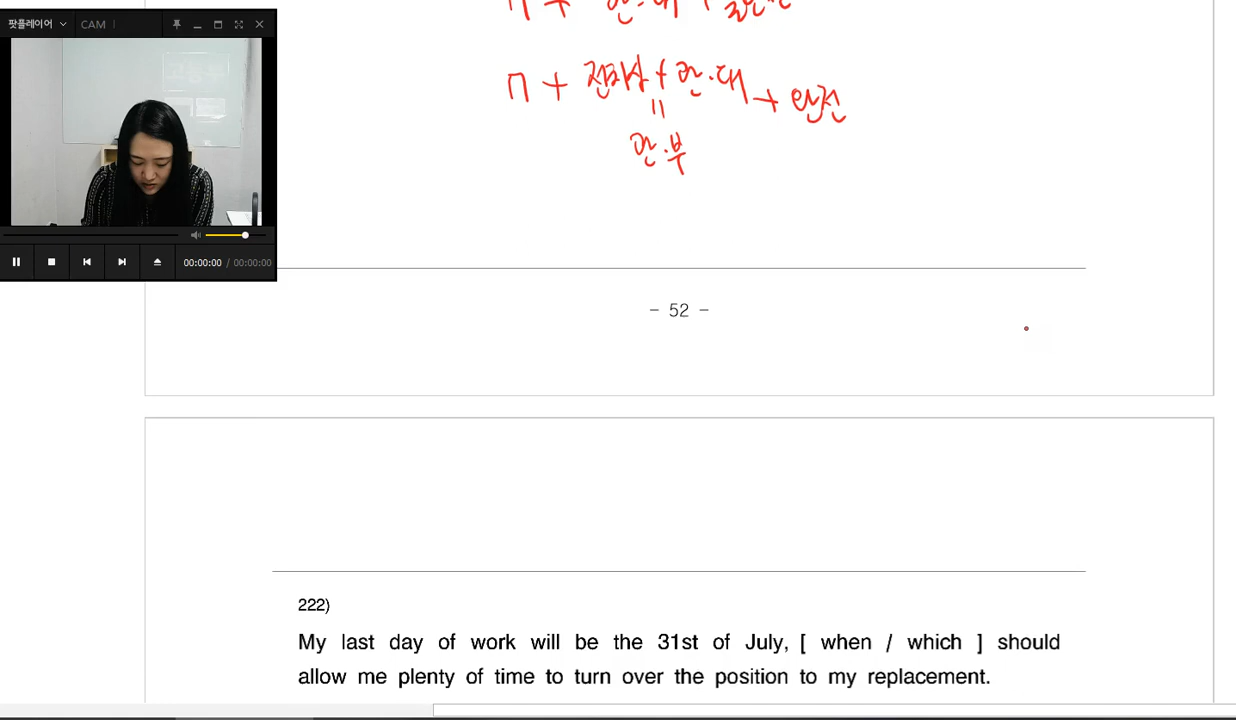 팟플레이어 CAM
n + 전치사 + 관·대 + 완전
=
관·부
00:00:00 / 00:00:00
- 52 -
222)
My last day of work will be the 31st of July, [ when / which ] should
allow me plenty of time to turn over the position to my replacement.